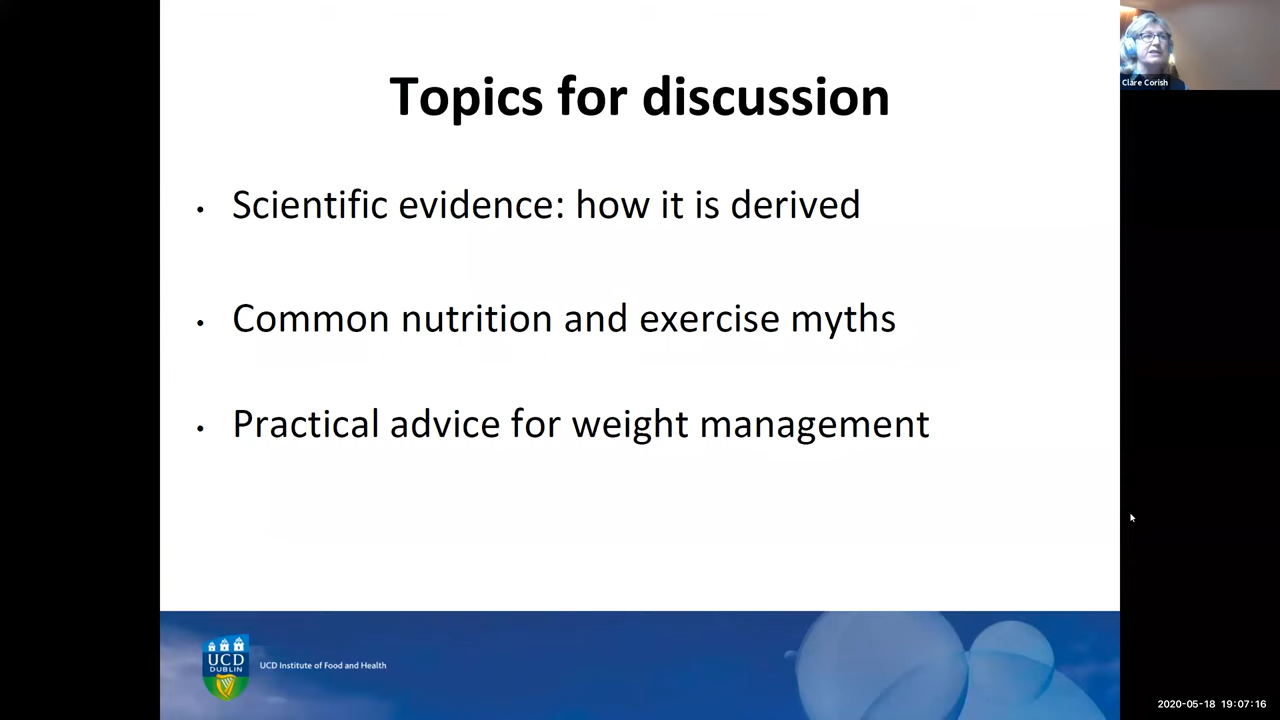 Topics for discussion
• Scientific evidence: how it is derived
• Common nutrition and exercise myths
• Practical advice for weight management
UCD
DUBLIN
UCD Institute of Food and Health
Clare Corish
2020-05-18 19:07:16